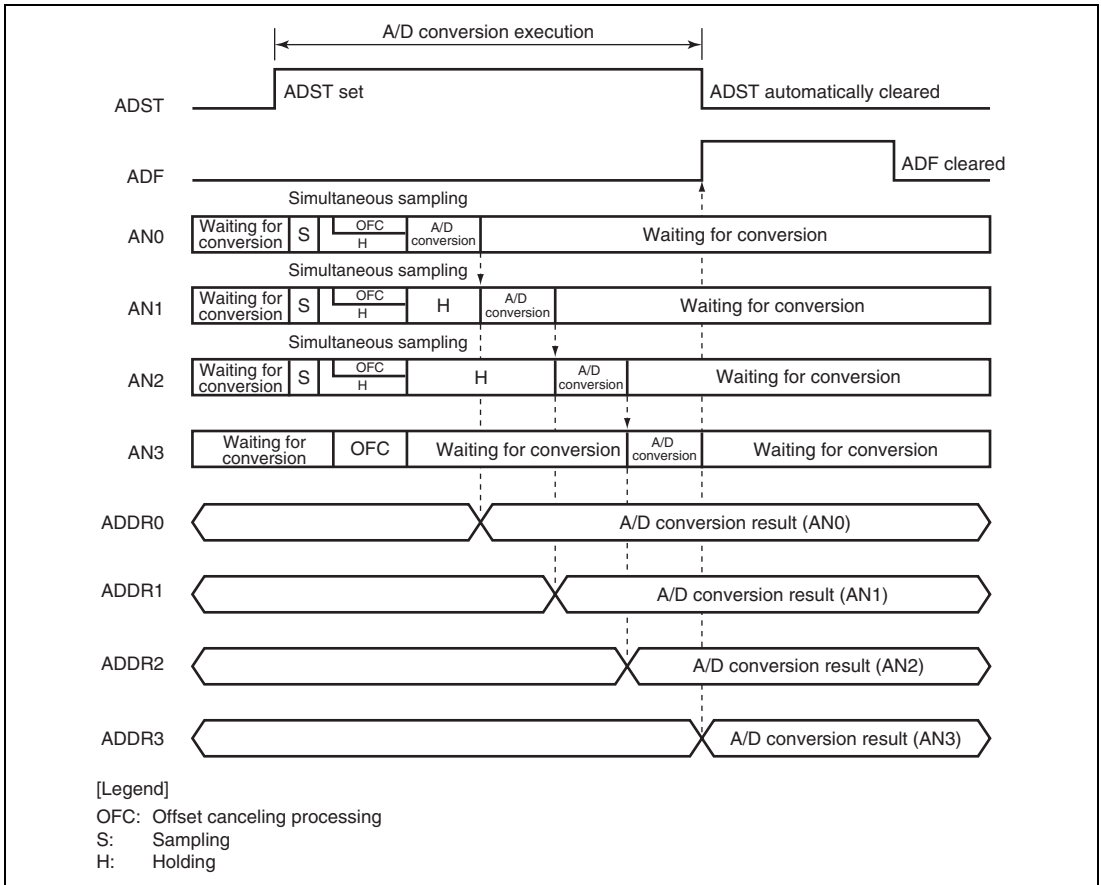 A/D conversion execution
ADST
ADST set
ADST automatically cleared
ADF
ADF cleared
Simultaneous sampling
AN0
Waiting for
conversion
S
OFC
H
A/D
conversion
Waiting for conversion
Simultaneous sampling
AN1
Waiting for
conversion
S
OFC
H
H
A/D
conversion
Waiting for conversion
Simultaneous sampling
AN2
Waiting for
conversion
S
OFC
H
H
A/D
conversion
Waiting for conversion
AN3
Waiting for
conversion
OFC
Waiting for conversion
A/D
conversion
Waiting for conversion
ADDR0
A/D conversion result (AN0)
ADDR1
A/D conversion result (AN1)
ADDR2
A/D conversion result (AN2)
ADDR3
A/D conversion result (AN3)
[Legend]
OFC: Offset canceling processing
S: Sampling
H: Holding